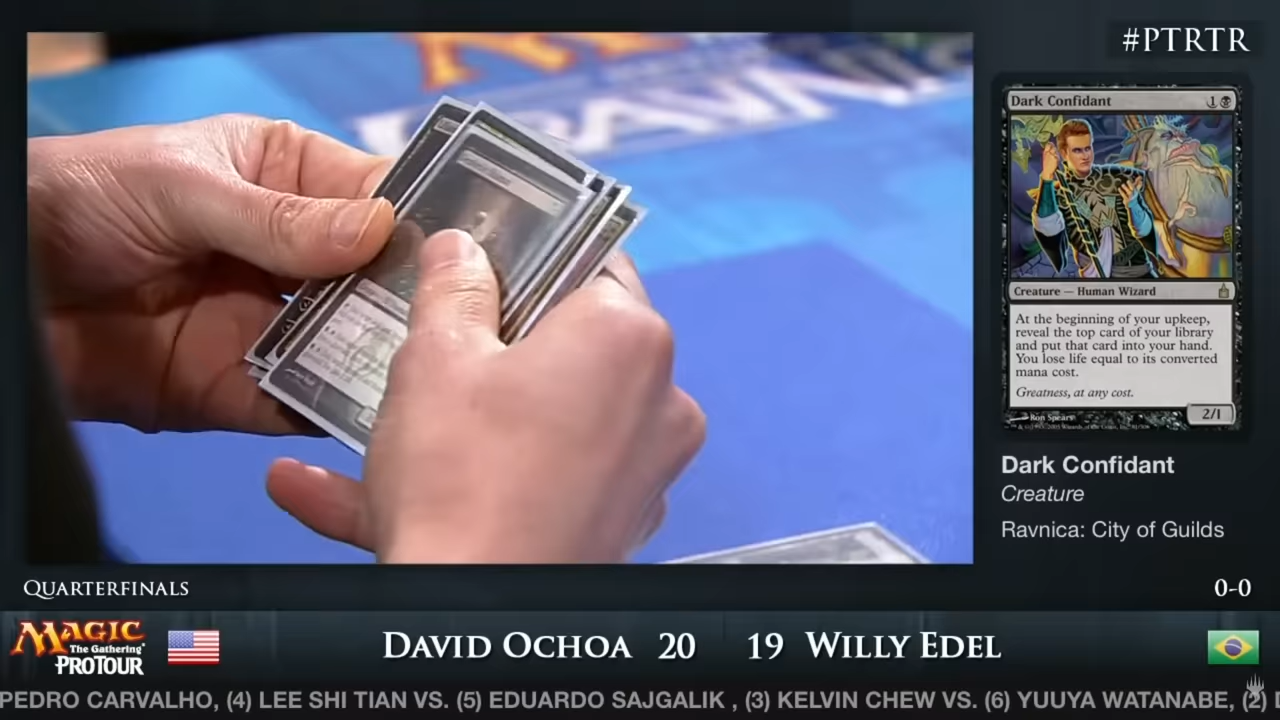 #PTRTR
Dark Confidant 1
Creature — Human Wizard
At the beginning of your upkeep,
reveal the top card of your library
and put that card into your hand.
You lose life equal to its converted
mana cost.
Greatness, at any cost.
Ron Spears
2/1
Dark Confidant
Creature
Ravnica: City of Guilds
QUARTERFINALS
0-0
MAGIC
The Gathering
PROTOUR
DAVID OCHOA 20 19 WILLY EDEL
PEDRO CARVALHO, (4) LEE SHI TIAN VS. (5) EDUARDO SAJGALIK , (3) KELVIN CHEW VS. (6) YUUYA WATANABE, (2)